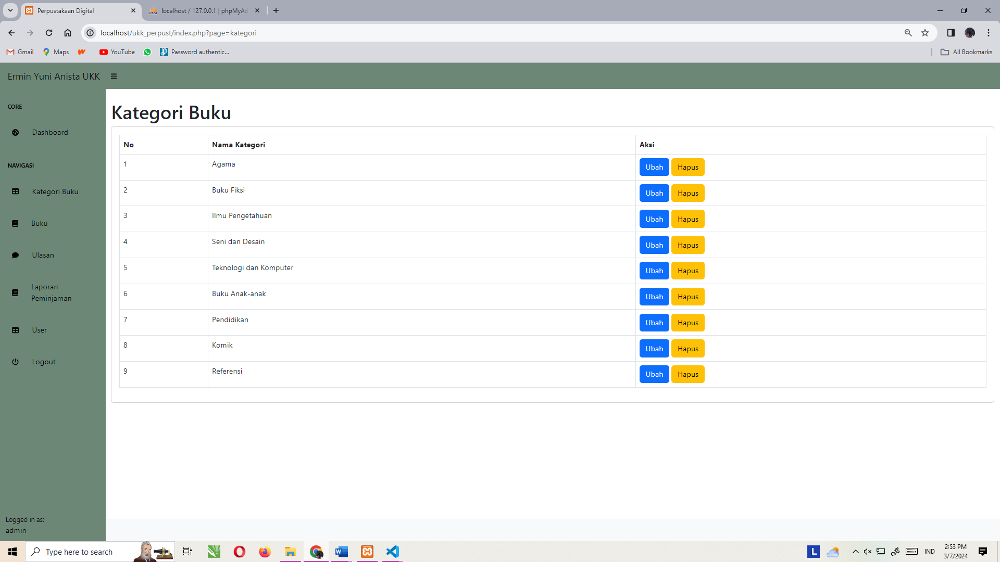 Perpustakaan Digital
localhost / 127.0.0.1 | phpMyAd
localhost/ukk_perpust/index.php?page=kategori
Gmail
Maps
YouTube
Password authentic...
All Bookmarks
Ermin Yuni Anista UKK
CORE
Dashboard
NAVIGASI
Kategori Buku
Buku
Ulasan
Laporan
Peminjaman
User
Logout
Logged in as:
admin
Kategori Buku
No Nama Kategori Aksi
1 Agama Ubah Hapus
2 Buku Fiksi Ubah Hapus
3 Ilmu Pengetahuan Ubah Hapus
4 Seni dan Desain Ubah Hapus
5 Teknologi dan Komputer Ubah Hapus
6 Buku Anak-anak Ubah Hapus
7 Pendidikan Ubah Hapus
8 Komik Ubah Hapus
9 Referensi Ubah Hapus
Type here to search
L
IND
2:53 PM
3/7/2024